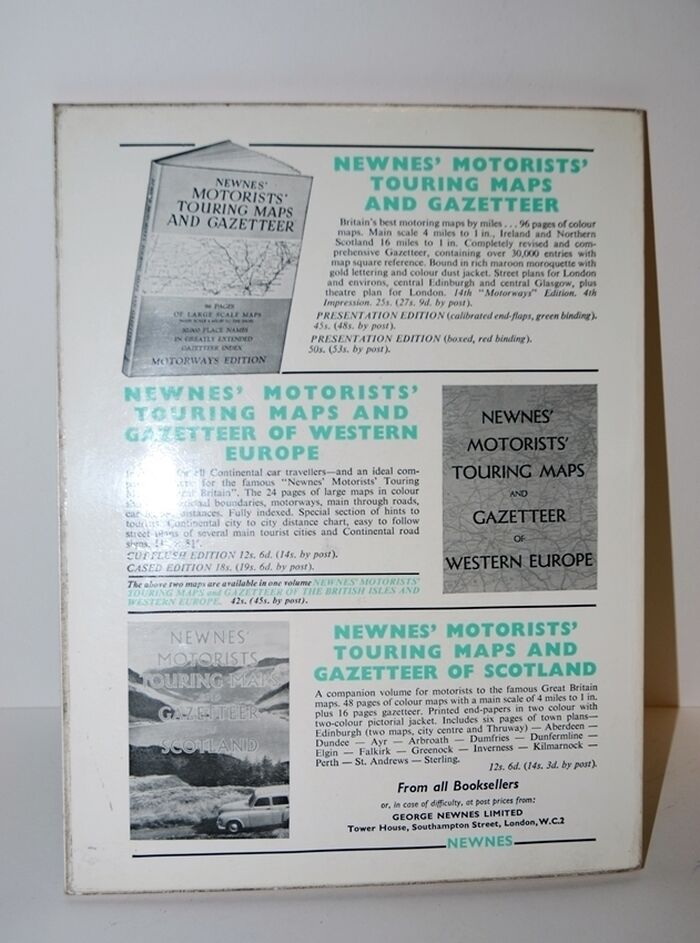 NEWNES'
MOTORISTS'
TOURING MAPS
AND GAZETTEER
96 PAGES
OF LARGE SCALE MAPS
30,000 PLACE NAMES
IN GREATLY EXTENDED
GAZETTEER INDEX
MOTORWAYS EDITION
NEWNES' MOTORISTS'
TOURING MAPS
AND GAZETTEER
Britain's best motoring maps by miles . . . 96 pages of colour
maps. Main scale 4 miles to 1 in., Ireland and Northern
Scotland 16 miles to 1 in. Completely revised and com-
prehensive Gazetteer, containing over 30,000 entries with
map square reference. Bound in rich maroon moroquette with
gold lettering and colour dust jacket. Street plans for London
and environs, central Edinburgh and central Glasgow, plus
theatre plan for London. 14th "Motorways" Edition. 4th
Impression. 25s. (27s. 9d. by post).
PRESENTATION EDITION (calibrated end-flaps, green binding).
45s. (48s. by post).
PRESENTATION EDITION (boxed, red binding).
50s. (53s. by post).
NEWNES' MOTORISTS'
TOURING MAPS AND
GAZETTEER OF WESTERN
EUROPE
for all Continental car travellers—and an ideal com-
for the famous "Newnes' Motorists' Touring
Great Britain". The 24 pages of large maps in colour
boundaries, motorways, main through roads,
Fully indexed. Special section of hints to
Continental city to city distance chart, easy to follow
street plans of several main tourist cities and Continental road
signs.
CUT FLUSH EDITION 12s. 6d. (14s. by post).
CASED EDITION 18s. (19s. 6d. by post).
The above two maps are available in one volume NEWNES' MOTORISTS'
TOURING MAPS and GAZETTEER OF THE BRITISH ISLES AND
WESTERN EUROPE. 42s. (45s. by post).
NEWNES'
MOTORISTS'
TOURING MAPS
AND
GAZETTEER
OF
WESTERN EUROPE
NEWNES'
MOTORISTS
TOURING MAPS
GAZETTEER
SCOTLAND
NEWNES' MOTORISTS'
TOURING MAPS AND
GAZETTEER OF SCOTLAND
A companion volume for motorists to the famous Great Britain
maps. 48 pages of colour maps with a main scale of 4 miles to 1 in.
plus 16 pages gazetteer. Printed end-papers in two colour with
two-colour pictorial jacket. Includes six pages of town plans—
Edinburgh (two maps, city centre and Thruway) — Aberdeen —
Dundee — Ayr — Arbroath — Dumfries — Dunfermline —
Elgin — Falkirk — Greenock — Inverness — Kilmarnock —
Perth — St. Andrews — Sterling.
12s. 6d. (14s. 3d. by post).
From all Booksellers
or, in case of difficulty, at post prices from:
GEORGE NEWNES LIMITED
Tower House, Southampton Street, London, W.C.2
NEWNES